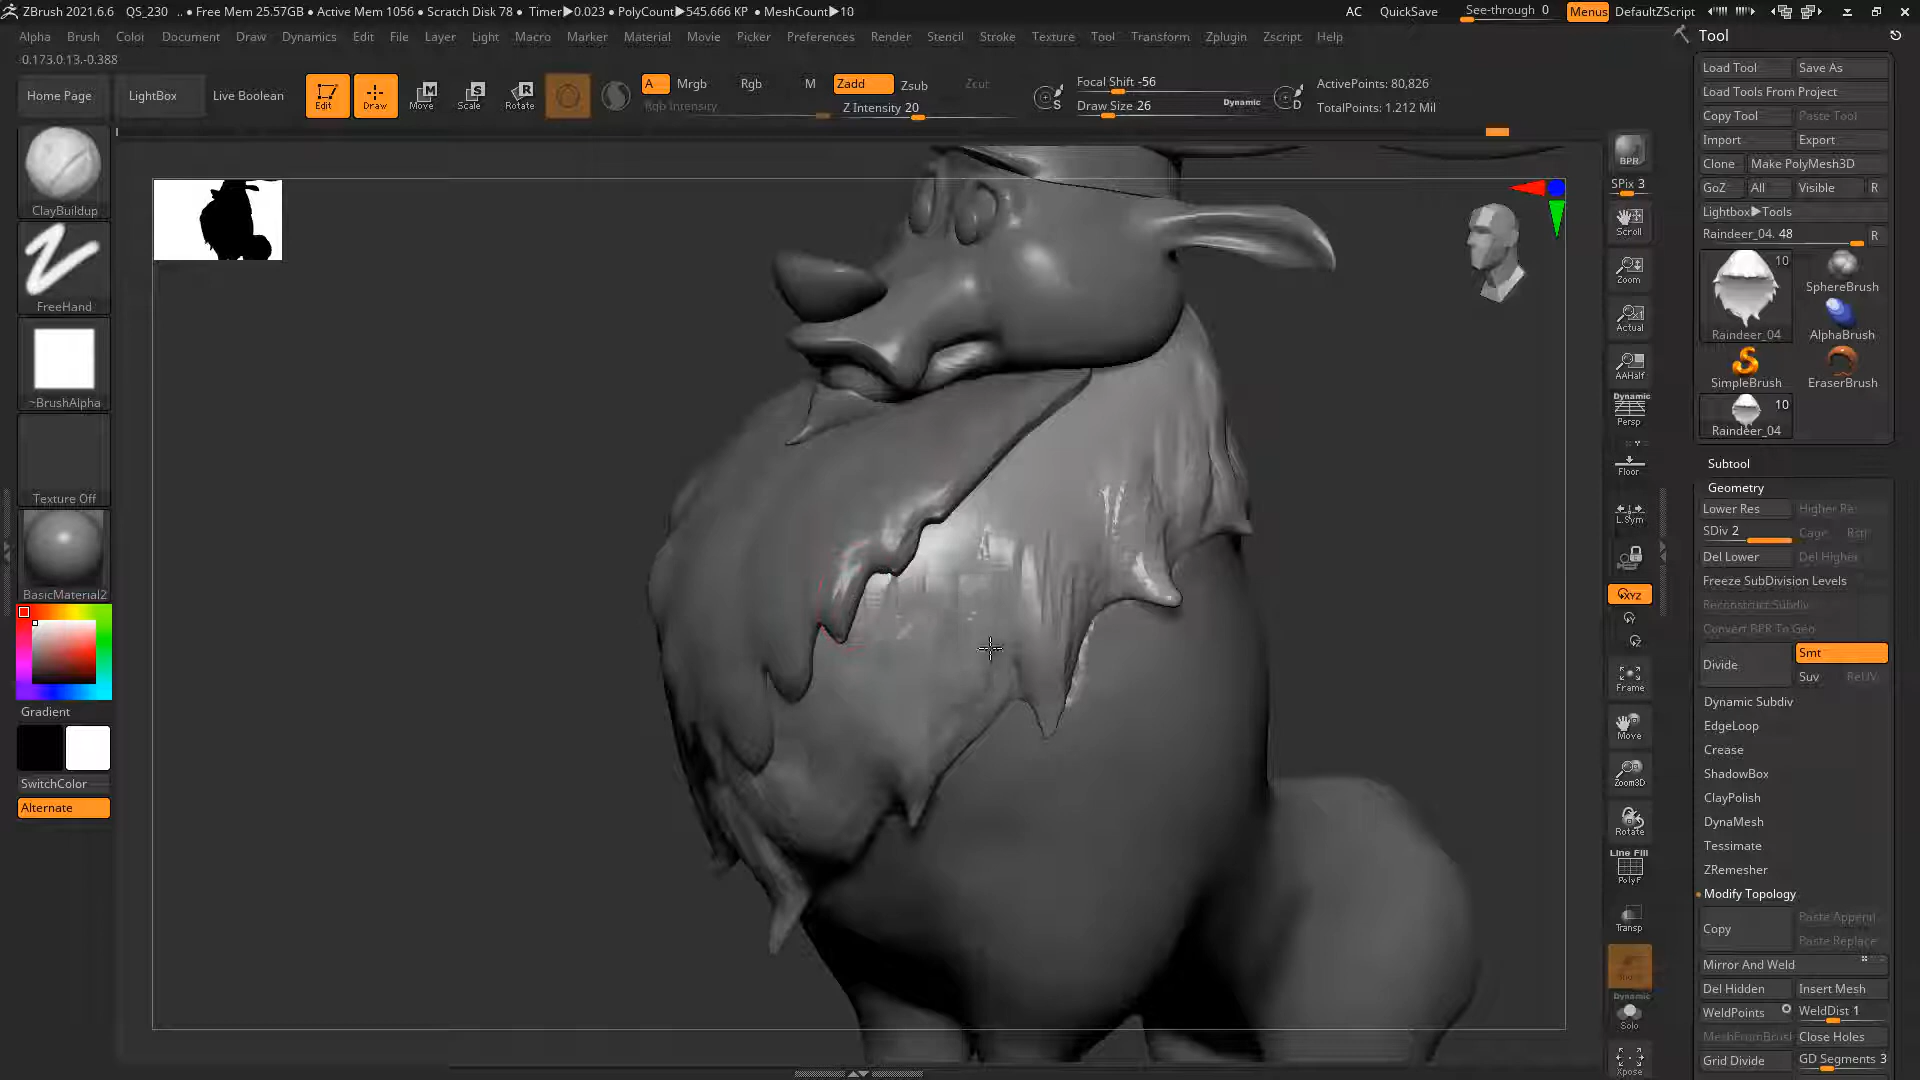 ZBrush 2021.6.6 QS_230 .. ● Free Mem 25.57GB ● Active Mem 1056 ● Scratch Disk 78 ● Timer▶0.023 ● PolyCount▶545.666 KP ● MeshCount▶10 AC QuickSave See-through 0 Menus DefaultZScript
Alpha Brush Color Document Draw Dynamics Edit File Layer Light Macro Marker Material Movie Picker Preferences Render Stencil Stroke Texture Tool Transform Zplugin Zscript Help
-0.173,0.13,-0.388
Home Page LightBox Live Boolean Edit Draw Move Scale Rotate A Mrgb Rgb M Zadd Zsub Zcut
Rgb Intensity Z Intensity 20
S Focal Shift -56
Draw Size 26 Dynamic D
ActivePoints: 80,826
TotalPoints: 1.212 Mil
ClayBuildup
FreeHand
~BrushAlpha
Texture Off
BasicMaterial2
Gradient
SwitchColor
Alternate
BPR
SPix 3
Scroll
Zoom
Actual
AAHalf
Dynamic
Persp
Floor
L.Sym
XYZ
Frame
Move
Zoom3D
Rotate
Line Fill
PolyF
Transp
Dynamic
Solo
Xpose
Tool
Load Tool Save As
Load Tools From Project
Copy Tool Paste Tool
Import Export
Clone Make PolyMesh3D
GoZ All Visible R
Lightbox▶Tools
Raindeer_04. 48 R
10
Raindeer_04
SphereBrush
AlphaBrush
SimpleBrush
EraserBrush
10
Raindeer_04
Subtool
Geometry
Lower Res Higher Res
SDiv 2 Cage Rstr
Del Lower Del Higher
Freeze SubDivision Levels
Reconstruct Subdiv
Convert BPR To Geo
Divide Smt
Suv ReUV
Dynamic Subdiv
EdgeLoop
Crease
ShadowBox
ClayPolish
DynaMesh
Tessimate
ZRemesher
Modify Topology
Copy Paste Append
Paste Replace
Mirror And Weld
Del Hidden Insert Mesh
WeldPoints WeldDist 1
MeshFromBrush Close Holes
Grid Divide GD Segments 3